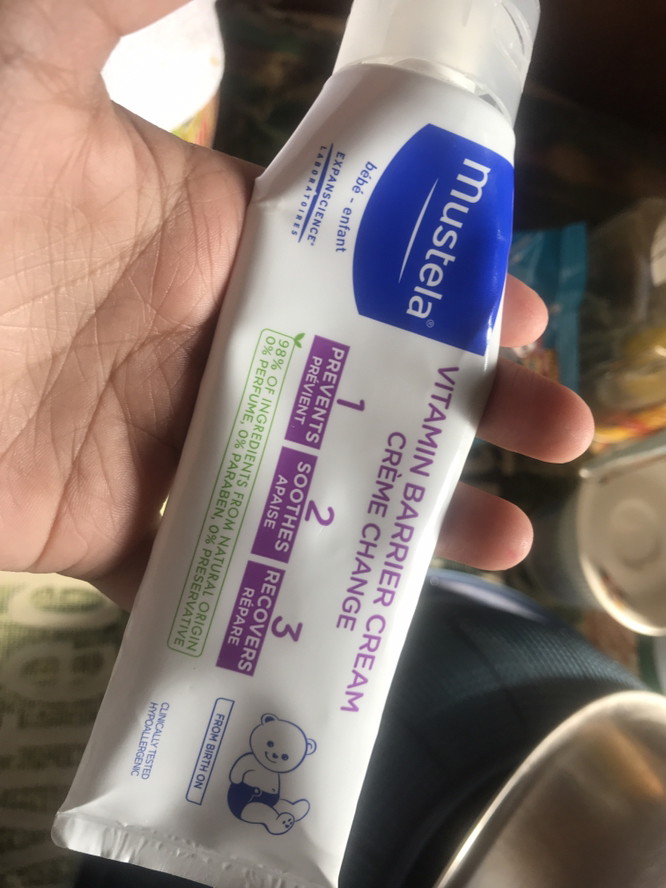 mustela®
bébé - enfant
EXPANSCIENCE®
LABORATOIRES
VITAMIN BARRIER CREAM
CRÈME CHANGE
1
PREVENTS
PRÉVIENT
2
SOOTHES
APAISE
3
RECOVERS
RÉPARE
98% OF INGREDIENTS FROM NATURAL ORIGIN
0% PERFUME, 0% PARABEN, 0% PRESERVATIVE
FROM BIRTH ON
CLINICALLY TESTED
HYPOALLERGENIC